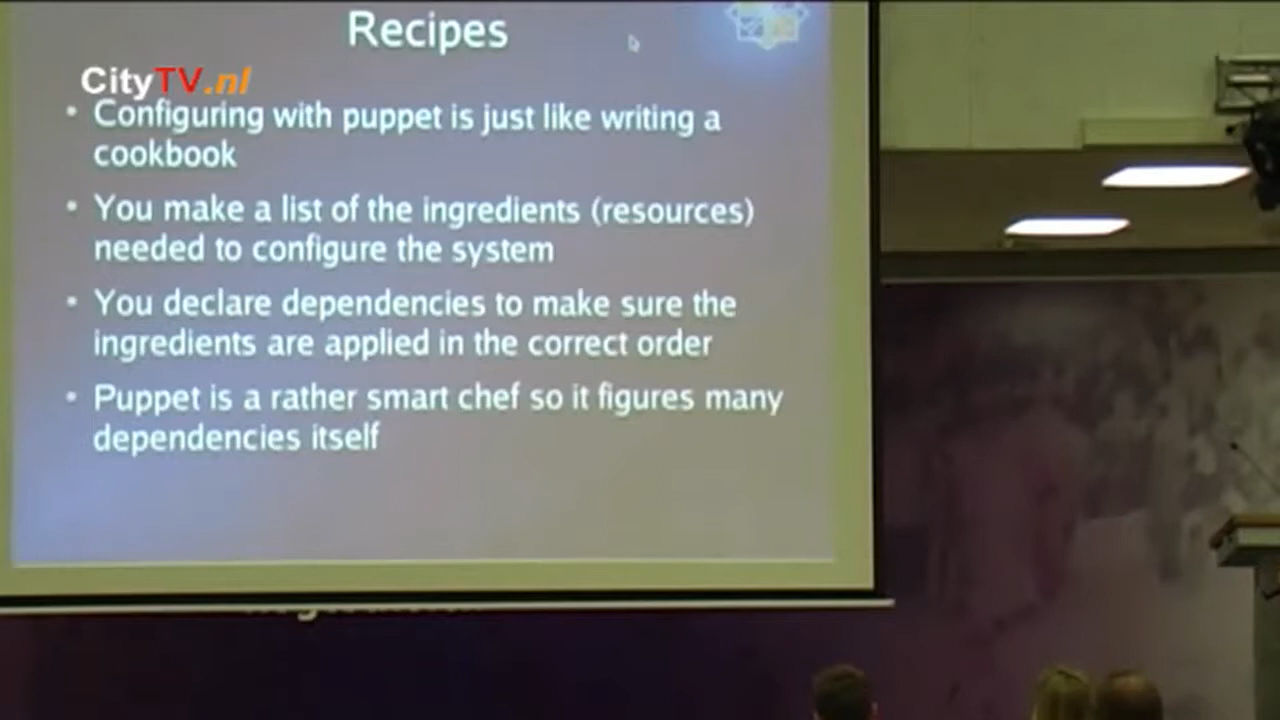 Recipes
CityTV.nl
• Configuring with puppet is just like writing a
cookbook
• You make a list of the ingredients (resources)
needed to configure the system
• You declare dependencies to make sure the
ingredients are applied in the correct order
• Puppet is a rather smart chef so it figures many
dependencies itself